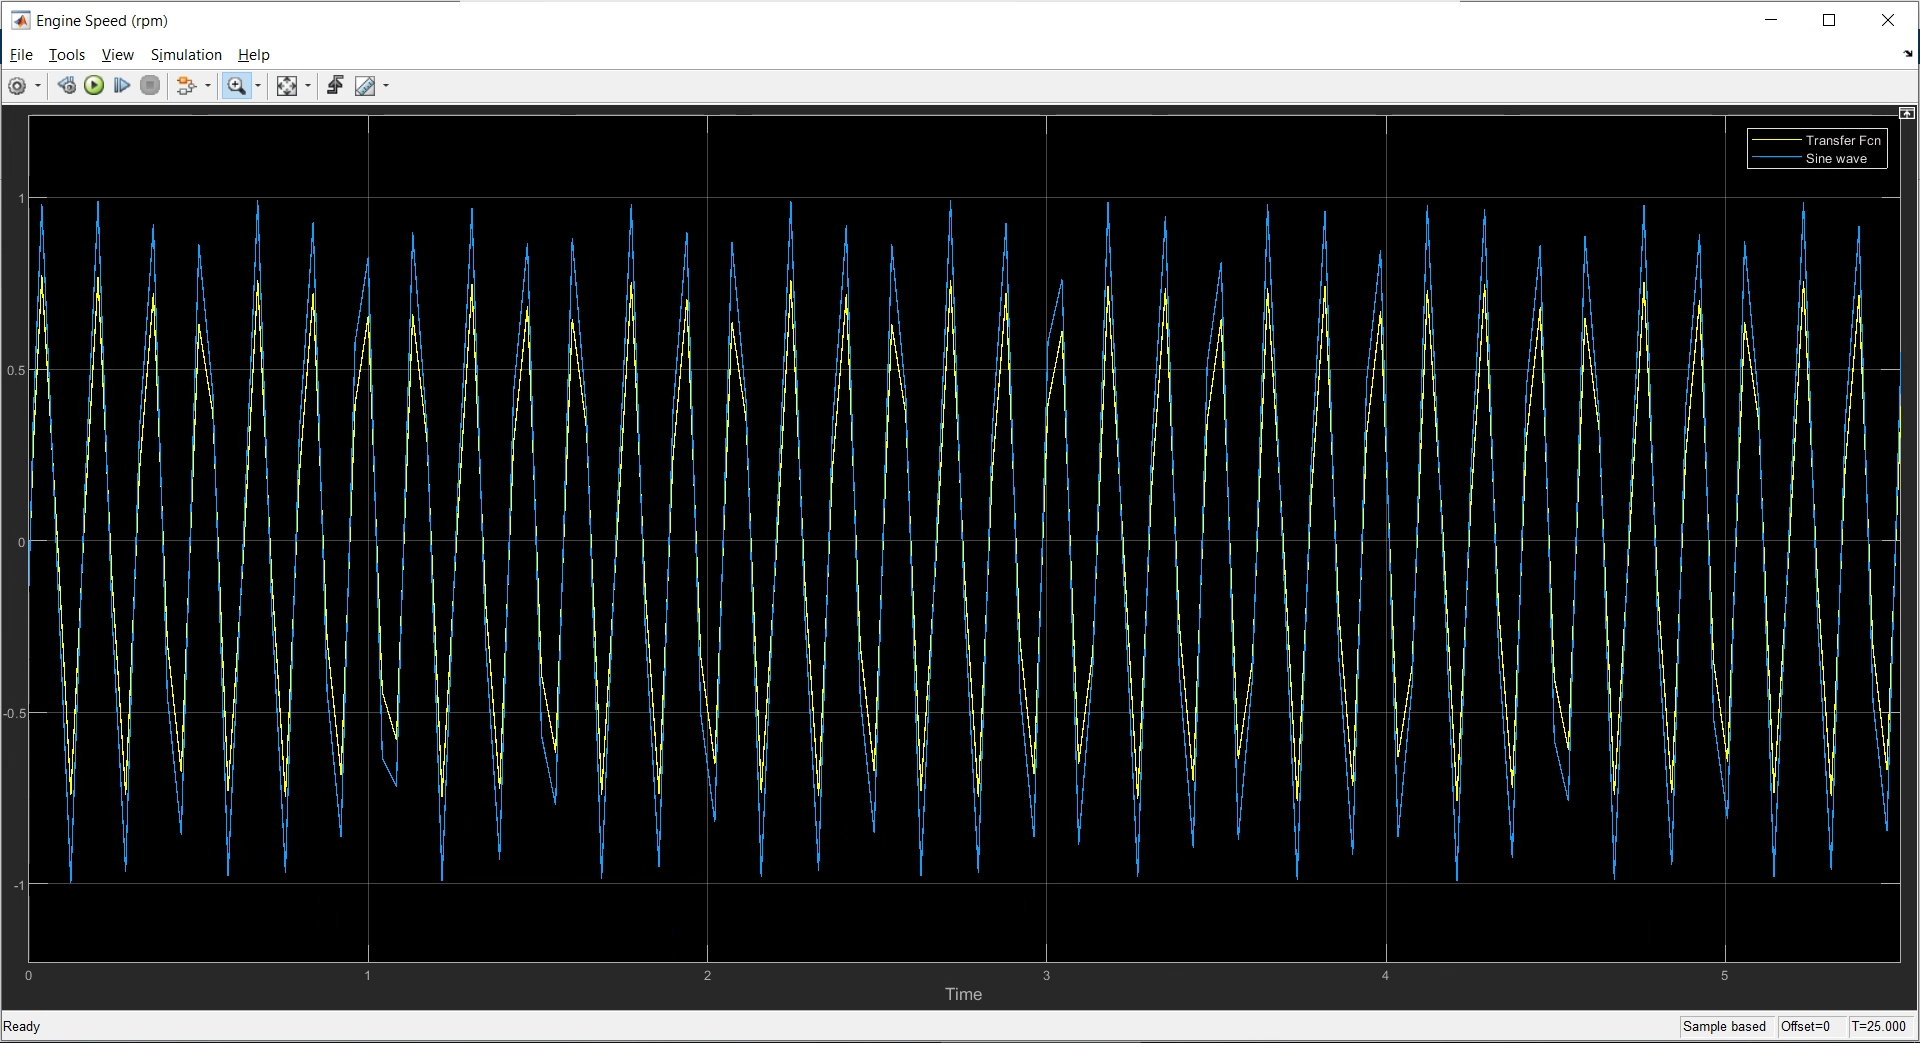 Engine Speed (rpm)
File Tools View Simulation Help
Transfer Fcn
Sine wave
1
0.5
0
-0.5
-1
0 1 2 3 4 5
Time
Ready Sample based Offset=0 T=25.000